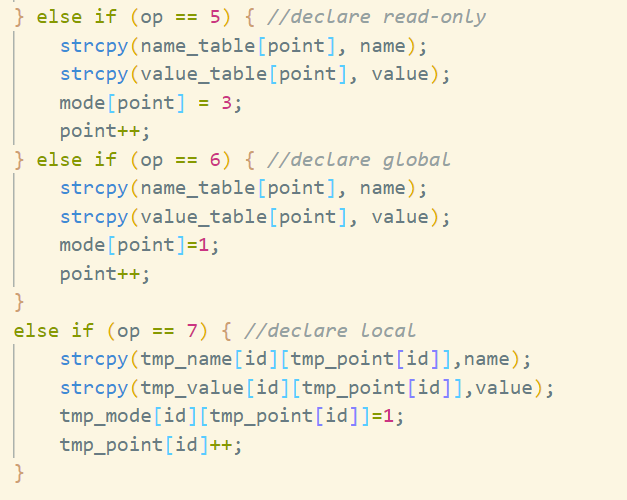 } else if (op == 5) { //declare read-only
    strcpy(name_table[point], name);
    strcpy(value_table[point], value);
    mode[point] = 3;
    point++;
} else if (op == 6) { //declare global
    strcpy(name_table[point], name);
    strcpy(value_table[point], value);
    mode[point]=1;
    point++;
}
else if (op == 7) { //declare local
    strcpy(tmp_name[id][tmp_point[id]],name);
    strcpy(tmp_value[id][tmp_point[id]],value);
    tmp_mode[id][tmp_point[id]]=1;
    tmp_point[id]++;
}